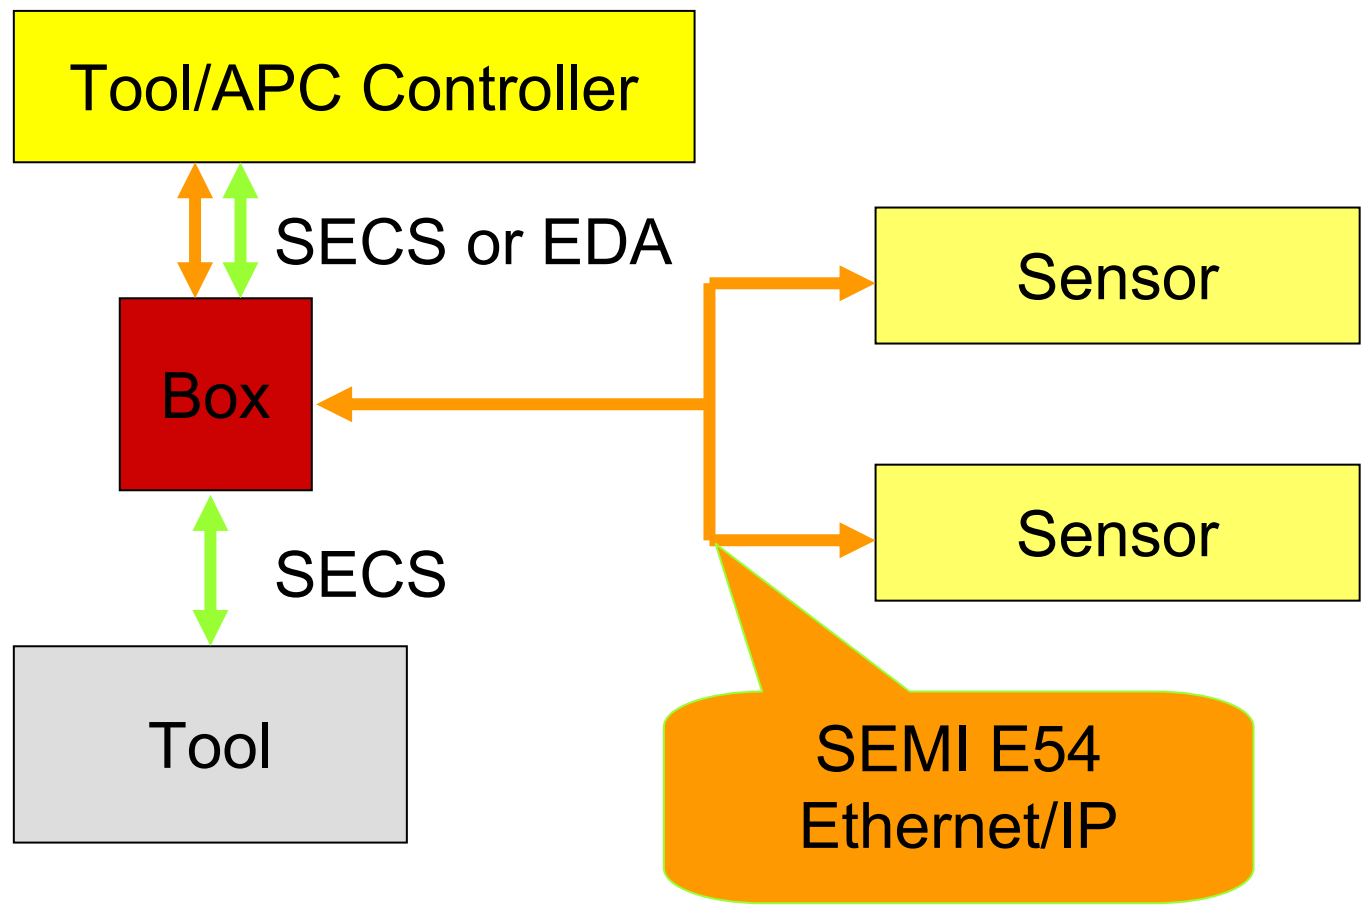 Tool/APC Controller
SECS or EDA
Sensor
Box
Sensor
SECS
Tool
SEMI E54
Ethernet/IP